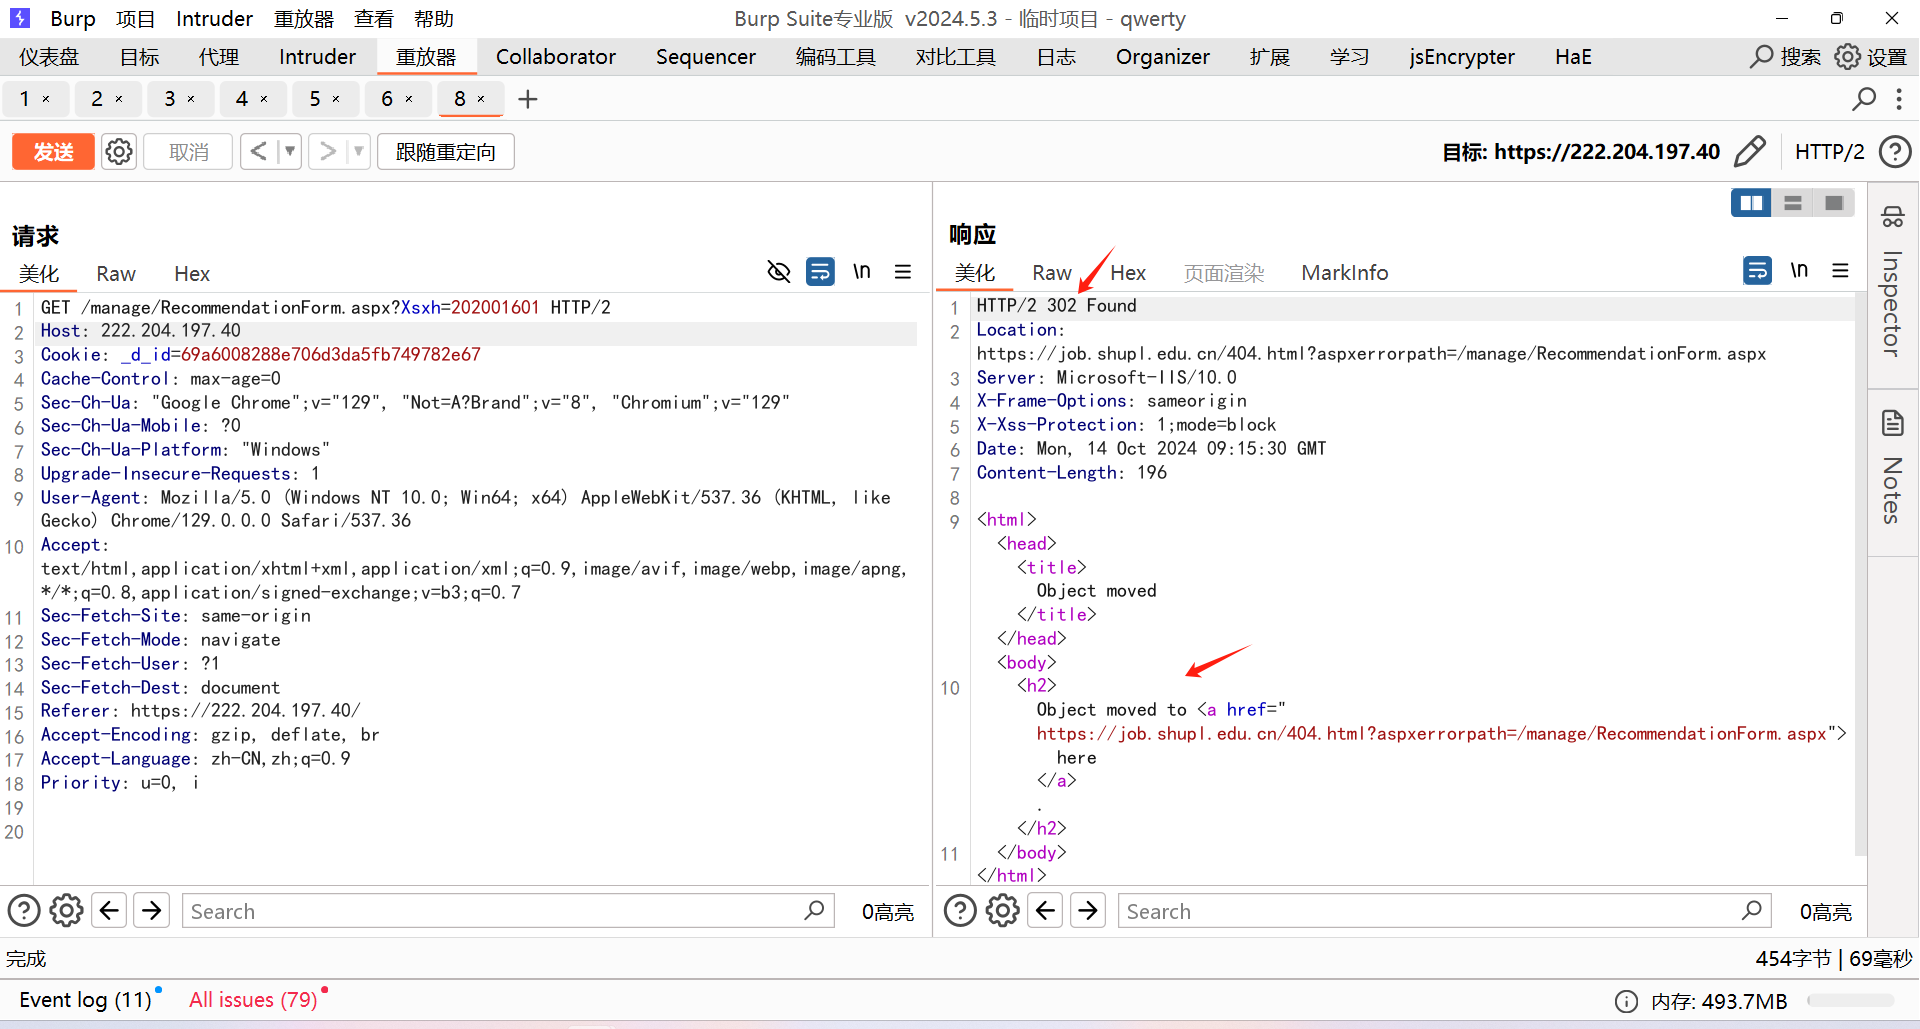 Burp 项目 Intruder 重放器 查看 帮助 Burp Suite专业版 v2024.5.3 - 临时项目 - qwerty
仪表盘 目标 代理 Intruder 重放器 Collaborator Sequencer 编码工具 对比工具 日志 Organizer 扩展 学习 jsEncrypter HaE 搜索 设置
1 × 2 × 3 × 4 × 5 × 6 × 8 × +
发送 取消 < > 跟随重定向 目标: https://222.204.197.40 HTTP/2
请求
美化 Raw Hex \n
1 GET /manage/RecommendationForm.aspx?Xsxh=202001601 HTTP/2
2 Host: 222.204.197.40
3 Cookie: _d_id=69a6008288e706d3da5fb749782e67
4 Cache-Control: max-age=0
5 Sec-Ch-Ua: "Google Chrome";v="129", "Not=A?Brand";v="8", "Chromium";v="129"
6 Sec-Ch-Ua-Mobile: ?0
7 Sec-Ch-Ua-Platform: "Windows"
8 Upgrade-Insecure-Requests: 1
9 User-Agent: Mozilla/5.0 (Windows NT 10.0; Win64; x64) AppleWebKit/537.36 (KHTML, like
Gecko) Chrome/129.0.0.0 Safari/537.36
10 Accept:
text/html,application/xhtml+xml,application/xml;q=0.9,image/avif,image/webp,image/apng,
*/*;q=0.8,application/signed-exchange;v=b3;q=0.7
11 Sec-Fetch-Site: same-origin
12 Sec-Fetch-Mode: navigate
13 Sec-Fetch-User: ?1
14 Sec-Fetch-Dest: document
15 Referer: https://222.204.197.40/
16 Accept-Encoding: gzip, deflate, br
17 Accept-Language: zh-CN,zh;q=0.9
18 Priority: u=0, i
19
20
Search 0高亮
响应
美化 Raw Hex 页面渲染 MarkInfo \n
1 HTTP/2 302 Found
2 Location:
https://job.shupl.edu.cn/404.html?aspxerrorpath=/manage/RecommendationForm.aspx
3 Server: Microsoft-IIS/10.0
4 X-Frame-Options: sameorigin
5 X-Xss-Protection: 1;mode=block
6 Date: Mon, 14 Oct 2024 09:15:30 GMT
7 Content-Length: 196
8
9 <html>
<head>
<title>
Object moved
</title>
</head>
<body>
10 <h2>
Object moved to <a href="
https://job.shupl.edu.cn/404.html?aspxerrorpath=/manage/RecommendationForm.aspx">
here
</a>
.
</h2>
11 </body>
</html>
Search 0高亮
Inspector
Notes
完成 454字节 | 69毫秒
Event log (11) All issues (79) 内存: 493.7MB